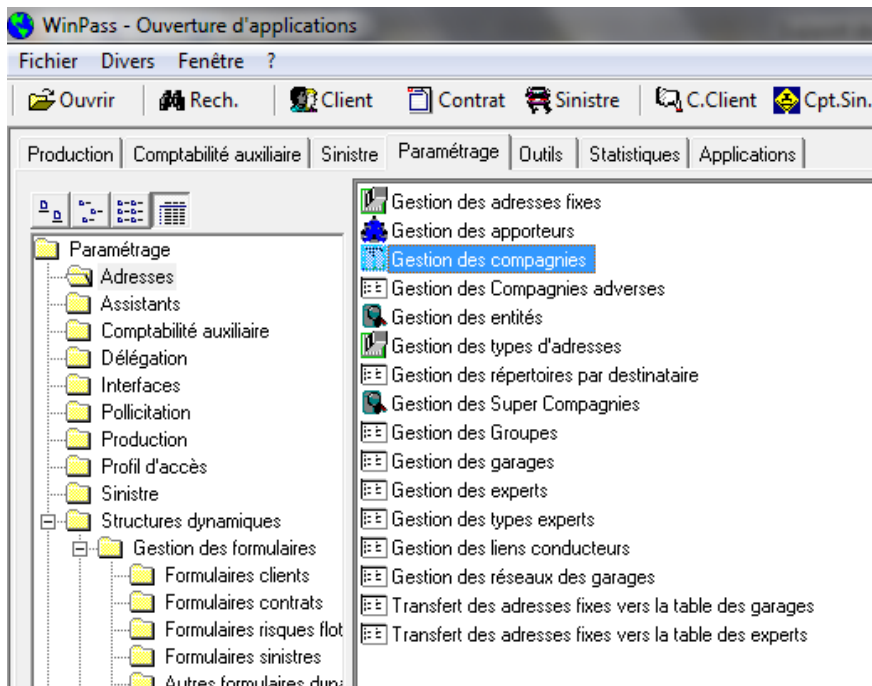 WinPass - Ouverture d'applications
Fichier Divers Fenêtre ?
Ouvrir Rech. Client Contrat Sinistre C.Client Cpt.Sin.
Production Comptabilité auxiliaire Sinistre Paramétrage Outils Statistiques Applications
Paramétrage
Adresses
Assistants
Comptabilité auxiliaire
Délégation
Interfaces
Pollicitation
Production
Profil d'accès
Sinistre
Structures dynamiques
Gestion des formulaires
Formulaires clients
Formulaires contrats
Formulaires risques flot
Formulaires sinistres
Autres formulaires dyna
Gestion des adresses fixes
Gestion des apporteurs
Gestion des compagnies
Gestion des Compagnies adverses
Gestion des entités
Gestion des types d'adresses
Gestion des répertoires par destinataire
Gestion des Super Compagnies
Gestion des Groupes
Gestion des garages
Gestion des experts
Gestion des types experts
Gestion des liens conducteurs
Gestion des réseaux des garages
Transfert des adresses fixes vers la table des garages
Transfert des adresses fixes vers la table des experts